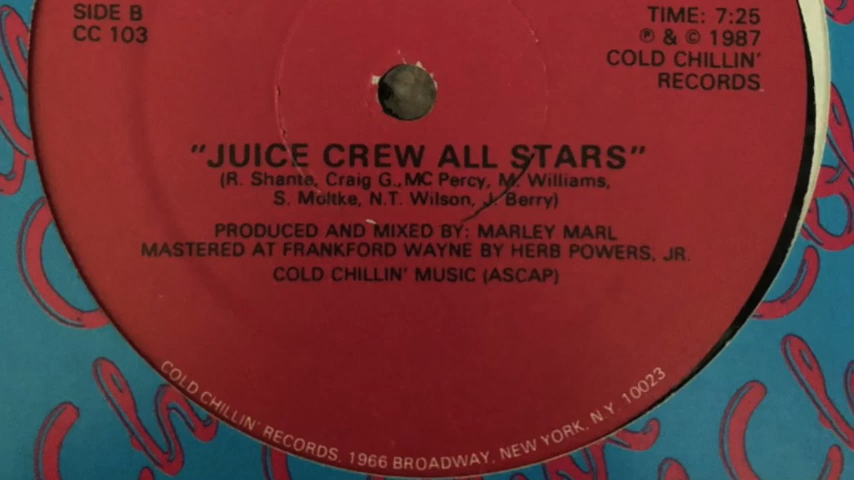 SIDE B
CC 103
TIME: 7:25
℗ & © 1987
COLD CHILLIN'
RECORDS
"JUICE CREW ALL STARS"
(R. Shante, Craig G., MC Percy, M. Williams,
S. Moltke, N.T. Wilson, J. Berry)
PRODUCED AND MIXED BY: MARLEY MARL
MASTERED AT FRANKFORD WAYNE BY HERB POWERS, JR.
COLD CHILLIN' MUSIC (ASCAP)
COLD CHILLIN' RECORDS, 1966 BROADWAY, NEW YORK, N.Y. 10023